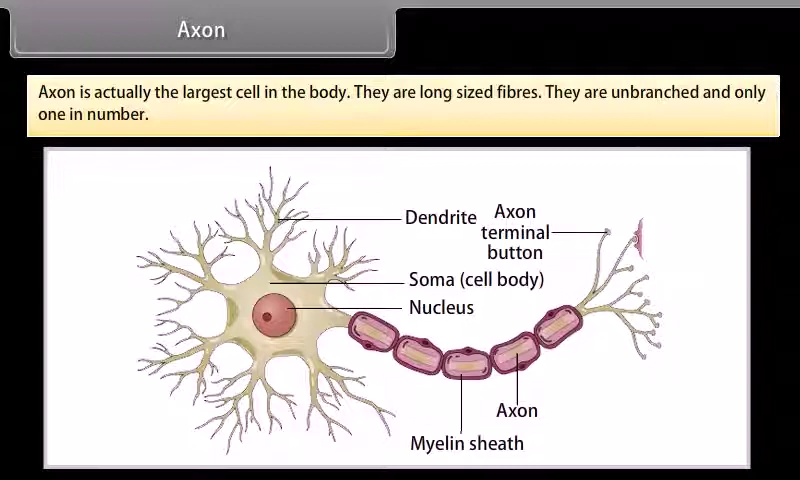 Axon
Axon is actually the largest cell in the body. They are long sized fibres. They are unbranched and only
one in number.
Dendrite
Axon
terminal
button
Soma (cell body)
Nucleus
Axon
Myelin sheath